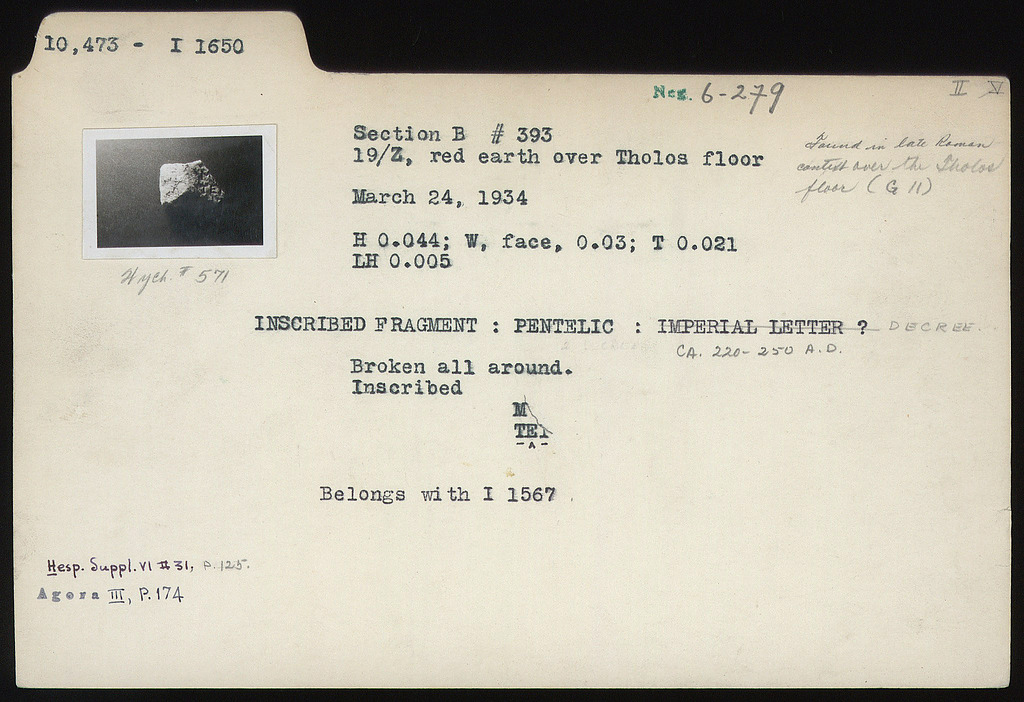 10,473 - I 1650
Neg. 6-279
II V
Section B # 393
19/Z, red earth over Tholos floor
Found in late Roman
context over the Tholos
floor (G 11)
March 24, 1934
H 0.044; W, face, 0.03; T 0.021
LH 0.005
Wych. # 571
INSCRIBED FRAGMENT : PENTELIC : IMPERIAL LETTER ? DECREE.
CA. 220-250 A.D.
Broken all around.
Inscribed
M
TEI
-A-
Belongs with I 1567
Hesp. Suppl. VI # 31, P. 125.
Agora III, P. 174